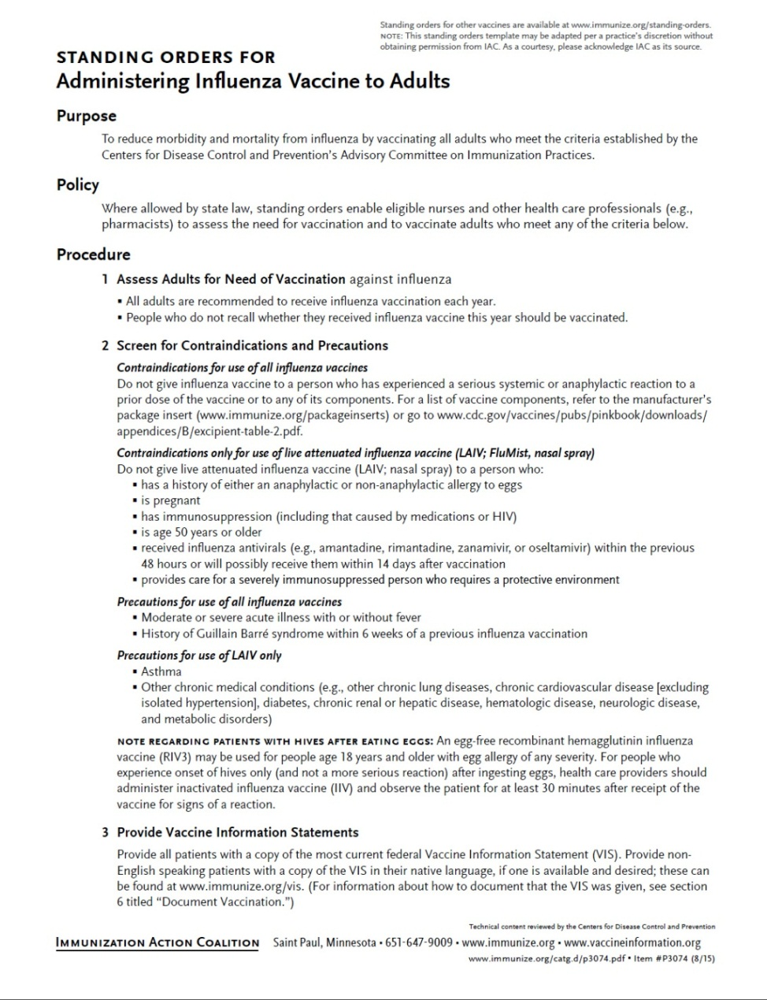 Standing orders for other vaccines are available at www.immunize.org/standing-orders.
NOTE: This standing orders template may be adapted per a practice's discretion without
obtaining permission from IAC. As a courtesy, please acknowledge IAC as its source.
STANDING ORDERS FOR
Administering Influenza Vaccine to Adults
Purpose
To reduce morbidity and mortality from influenza by vaccinating all adults who meet the criteria established by the
Centers for Disease Control and Prevention's Advisory Committee on Immunization Practices.
Policy
Where allowed by state law, standing orders enable eligible nurses and other health care professionals (e.g.,
pharmacists) to assess the need for vaccination and to vaccinate adults who meet any of the criteria below.
Procedure
1 Assess Adults for Need of Vaccination against influenza
▪ All adults are recommended to receive influenza vaccination each year.
▪ People who do not recall whether they received influenza vaccine this year should be vaccinated.
2 Screen for Contraindications and Precautions
Contraindications for use of all influenza vaccines
Do not give influenza vaccine to a person who has experienced a serious systemic or anaphylactic reaction to a
prior dose of the vaccine or to any of its components. For a list of vaccine components, refer to the manufacturer's
package insert (www.immunize.org/packageinserts) or go to www.cdc.gov/vaccines/pubs/pinkbook/downloads/
appendices/B/excipient-table-2.pdf.
Contraindications only for use of live attenuated influenza vaccine (LAIV; FluMist, nasal spray)
Do not give live attenuated influenza vaccine (LAIV; nasal spray) to a person who:
▪ has a history of either an anaphylactic or non-anaphylactic allergy to eggs
▪ is pregnant
▪ has immunosuppression (including that caused by medications or HIV)
▪ is age 50 years or older
▪ received influenza antivirals (e.g., amantadine, rimantadine, zanamivir, or oseltamivir) within the previous
48 hours or will possibly receive them within 14 days after vaccination
▪ provides care for a severely immunosuppressed person who requires a protective environment
Precautions for use of all influenza vaccines
▪ Moderate or severe acute illness with or without fever
▪ History of Guillain Barré syndrome within 6 weeks of a previous influenza vaccination
Precautions for use of LAIV only
▪ Asthma
▪ Other chronic medical conditions (e.g., other chronic lung diseases, chronic cardiovascular disease [excluding
isolated hypertension], diabetes, chronic renal or hepatic disease, hematologic disease, neurologic disease,
and metabolic disorders)
NOTE REGARDING PATIENTS WITH HIVES AFTER EATING EGGS: An egg-free recombinant hemagglutinin influenza
vaccine (RIV3) may be used for people age 18 years and older with egg allergy of any severity. For people who
experience onset of hives only (and not a more serious reaction) after ingesting eggs, health care providers should
administer inactivated influenza vaccine (IIV) and observe the patient for at least 30 minutes after receipt of the
vaccine for signs of a reaction.
3 Provide Vaccine Information Statements
Provide all patients with a copy of the most current federal Vaccine Information Statement (VIS). Provide non-
English speaking patients with a copy of the VIS in their native language, if one is available and desired; these can
be found at www.immunize.org/vis. (For information about how to document that the VIS was given, see section
6 titled "Document Vaccination.")
Technical content reviewed by the Centers for Disease Control and Prevention
IMMUNIZATION ACTION COALITION Saint Paul, Minnesota • 651-647-9009 • www.immunize.org • www.vaccineinformation.org
www.immunize.org/catg.d/p3074.pdf • Item #P3074 (8/15)